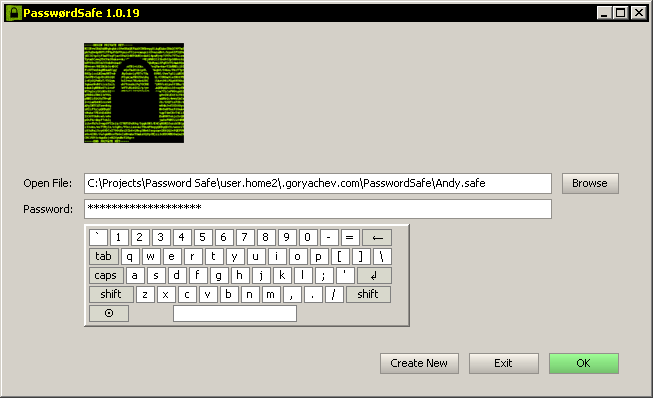 PasswørdSafe 1.0.19
Open File: C:\Projects\Password Safe\user.home2\.goryachev.com\PasswordSafe\Andy.safe Browse
Password: *******************
` 1 2 3 4 5 6 7 8 9 0 - = ←
tab q w e r t y u i o p [ ] \
caps a s d f g h j k l ; ' ↲
shift z x c v b n m , . / shift
Create New Exit OK